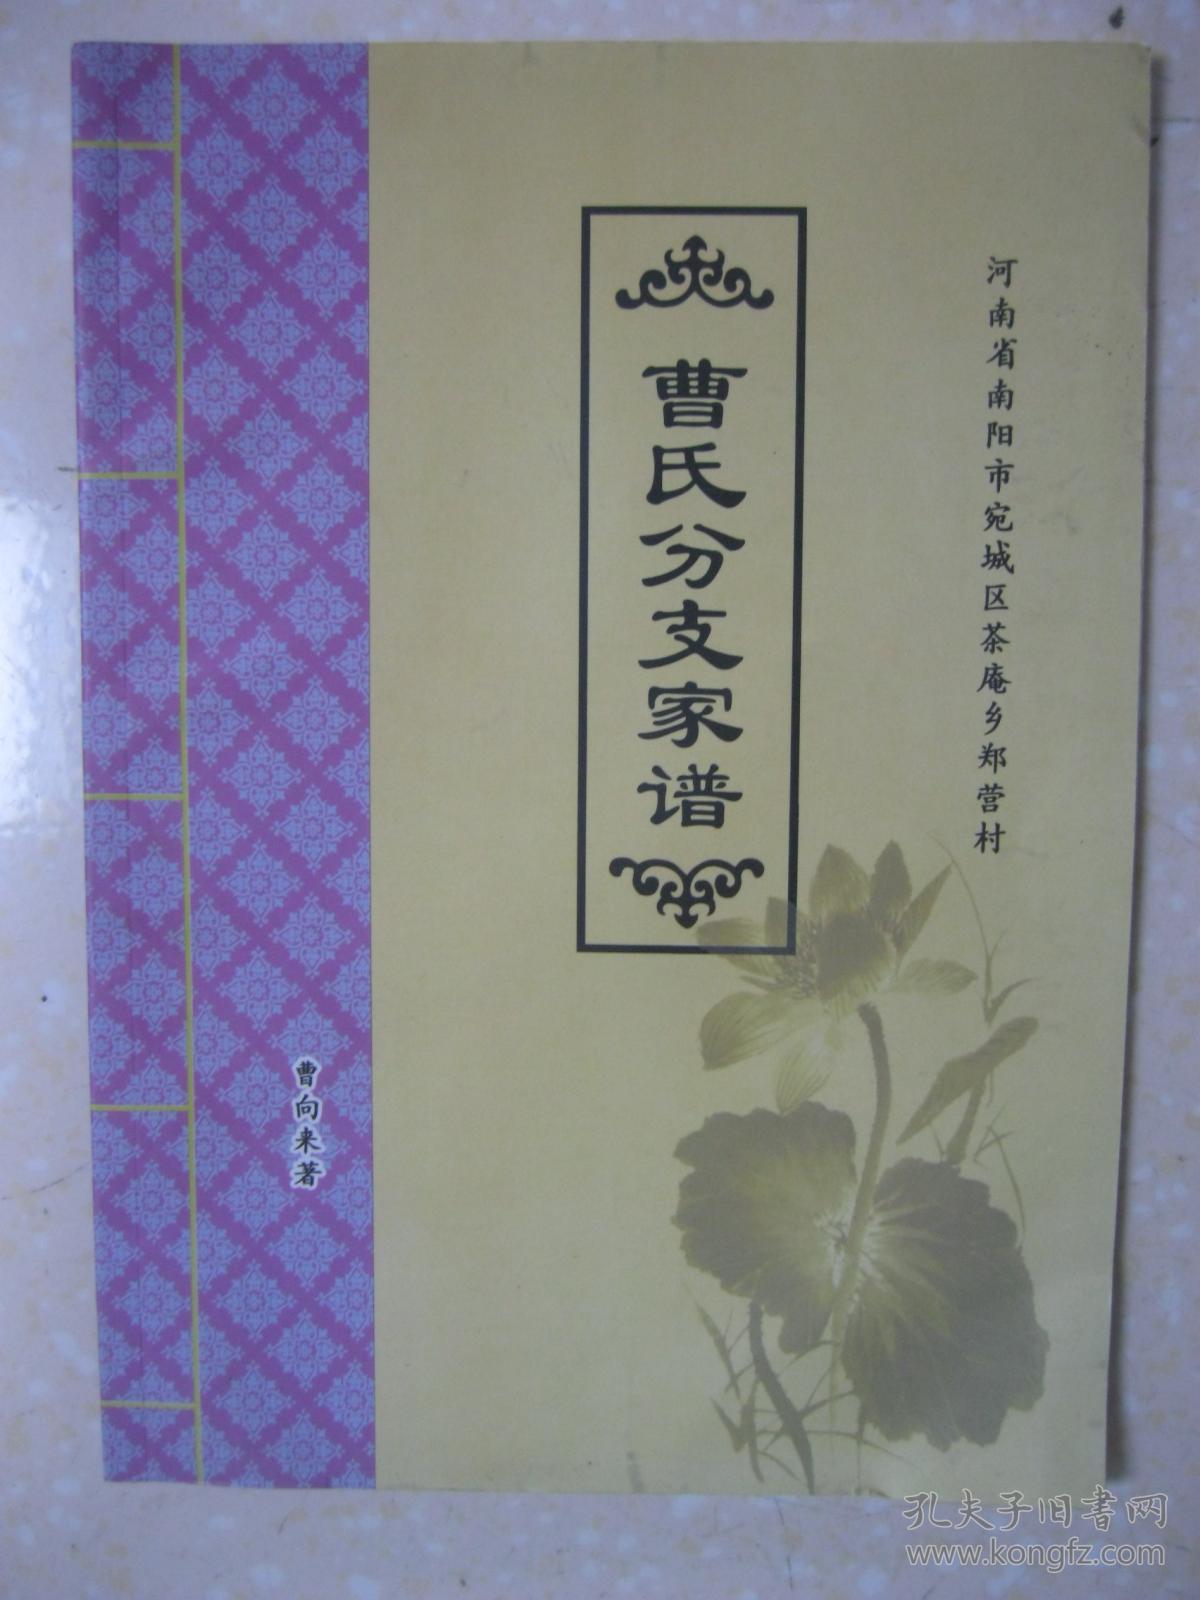 河南省南阳市宛城区茶庵乡郑营村
曹氏分支家谱
曹向来著
孔夫子旧书网
www.kongfz.com